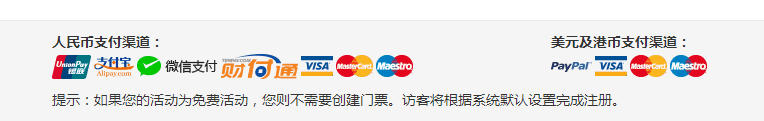 人民币支付渠道：
美元及港币支付渠道：
UnionPay 银联 支付宝 Alipay.com 微信支付 财付通 TENPAY.COM VISA MasterCard Maestro
PayPal VISA MasterCard Maestro
提示：如果您的活动为免费活动，您则不需要创建门票。访客将根据系统默认设置完成注册。